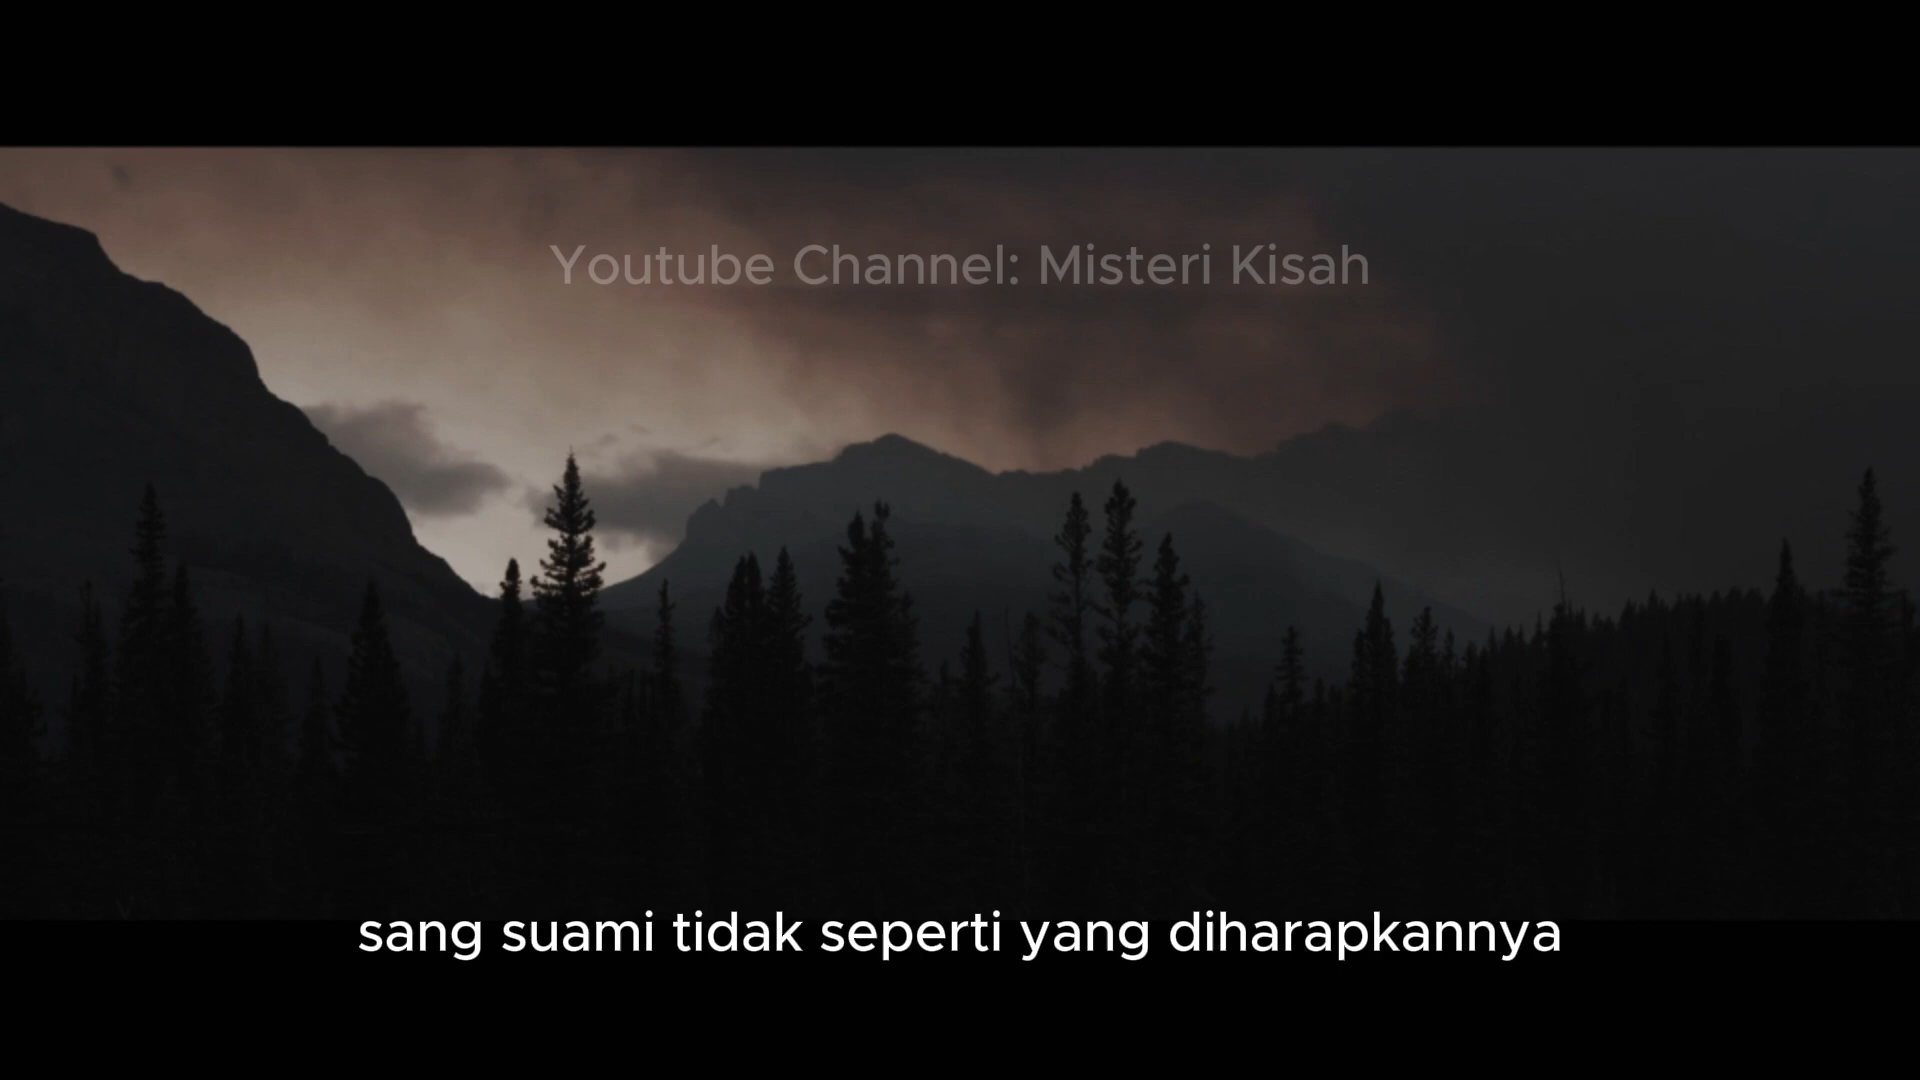 Youtube Channel: Misteri Kisah
sang suami tidak seperti yang diharapkannya